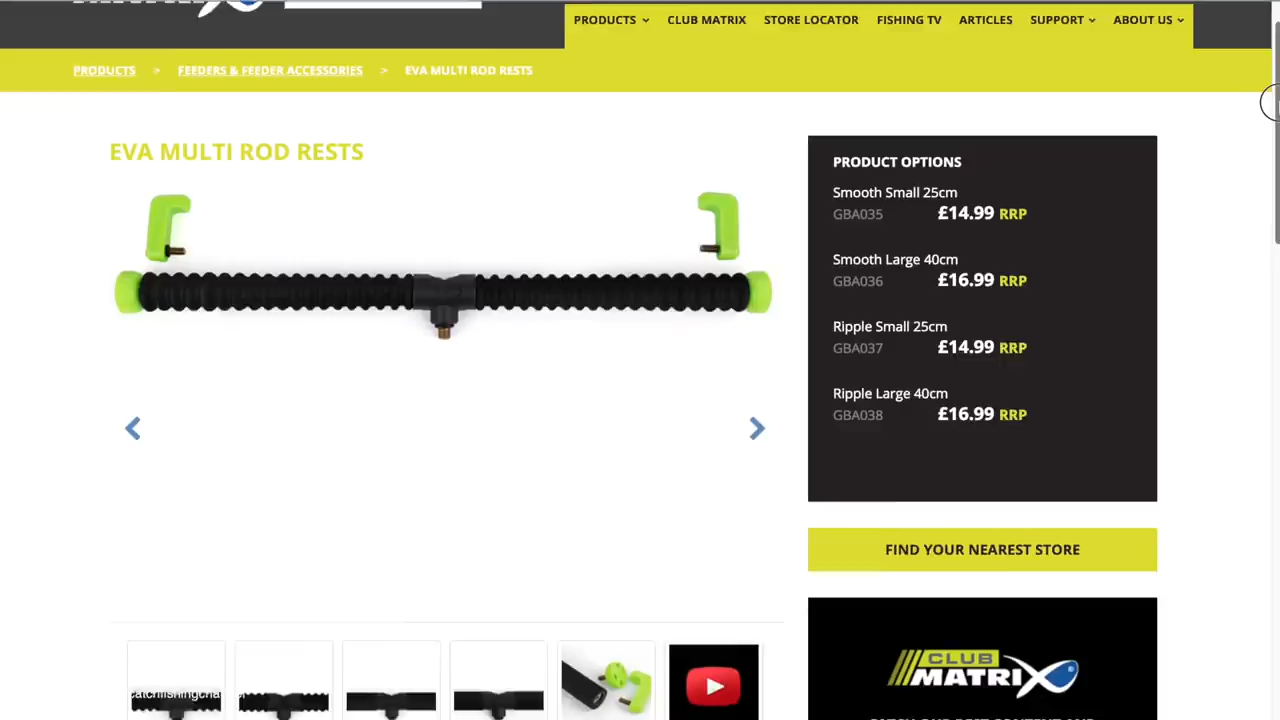 PRODUCTS CLUB MATRIX STORE LOCATOR FISHING TV ARTICLES SUPPORT ABOUT US
PRODUCTS > FEEDERS & FEEDER ACCESSORIES > EVA MULTI ROD RESTS
EVA MULTI ROD RESTS
PRODUCT OPTIONS
Smooth Small 25cm
GBA035 £14.99 RRP
Smooth Large 40cm
GBA036 £16.99 RRP
Ripple Small 25cm
GBA037 £14.99 RRP
Ripple Large 40cm
GBA038 £16.99 RRP
FIND YOUR NEAREST STORE
CLUB
MATRIX